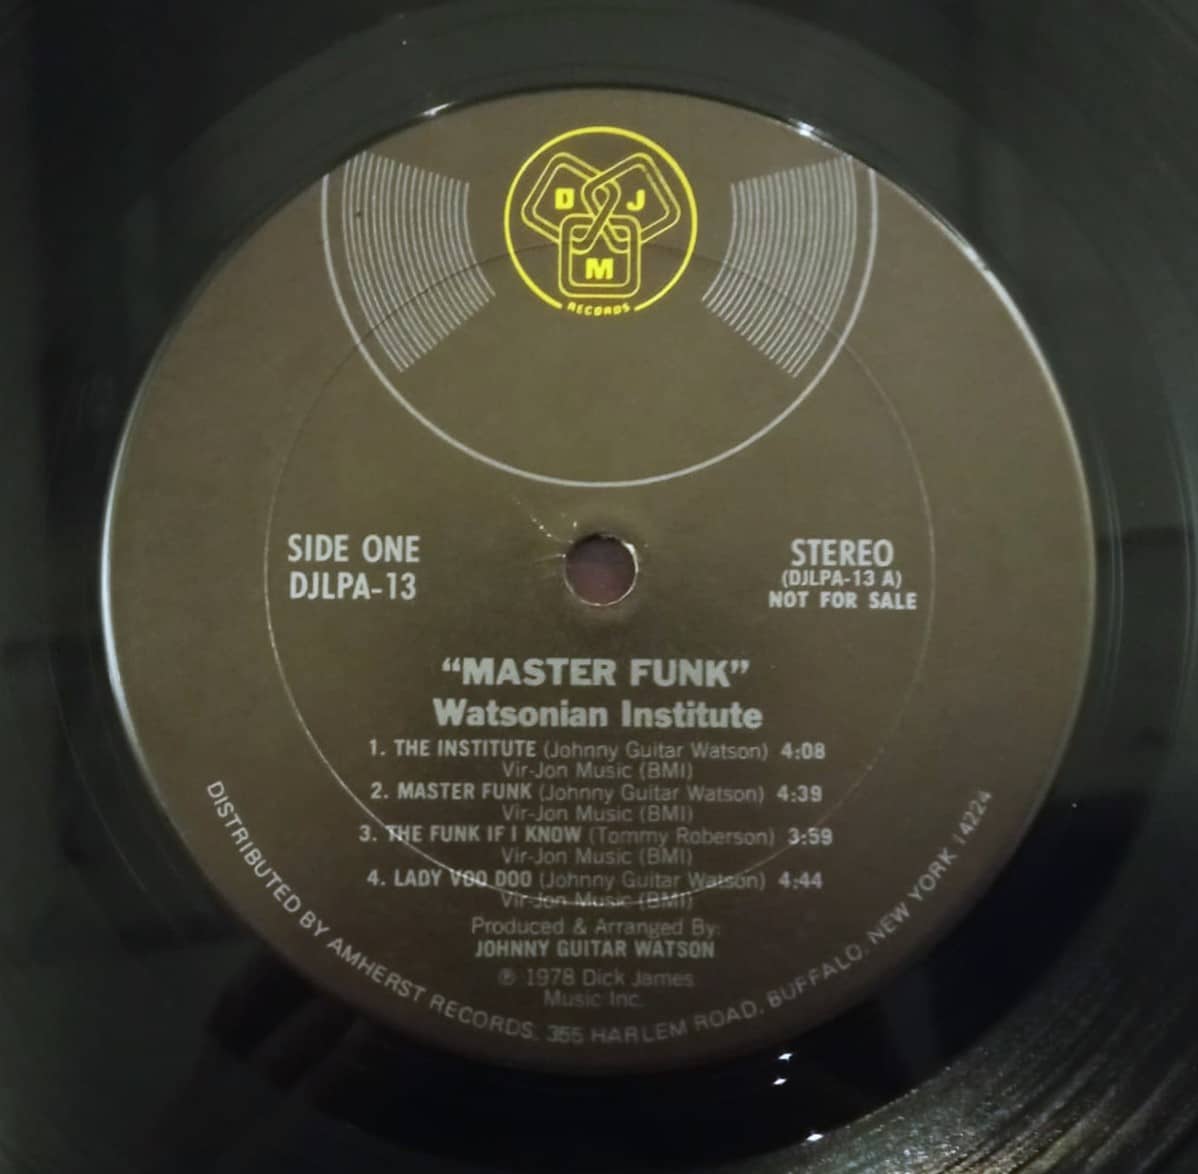 D J
M
RECORDS
SIDE ONE
DJLPA-13
STEREO
(DJLPA-13 A)
NOT FOR SALE
“MASTER FUNK”
Watsonian Institute
1. THE INSTITUTE (Johnny Guitar Watson) 4:08
Vir-Jon Music (BMI)
2. MASTER FUNK (Johnny Guitar Watson) 4:39
Vir-Jon Music (BMI)
3. THE FUNK IF I KNOW (Tommy Roberson) 3:59
Vir-Jon Music (BMI)
4. LADY VOO DOO (Johnny Guitar Watson) 4:44
Vir-Jon Music (BMI)
Produced & Arranged By:
JOHNNY GUITAR WATSON
℗ 1978 Dick James
Music Inc.
DISTRIBUTED BY AMHERST RECORDS, 355 HARLEM ROAD, BUFFALO, NEW YORK 14224